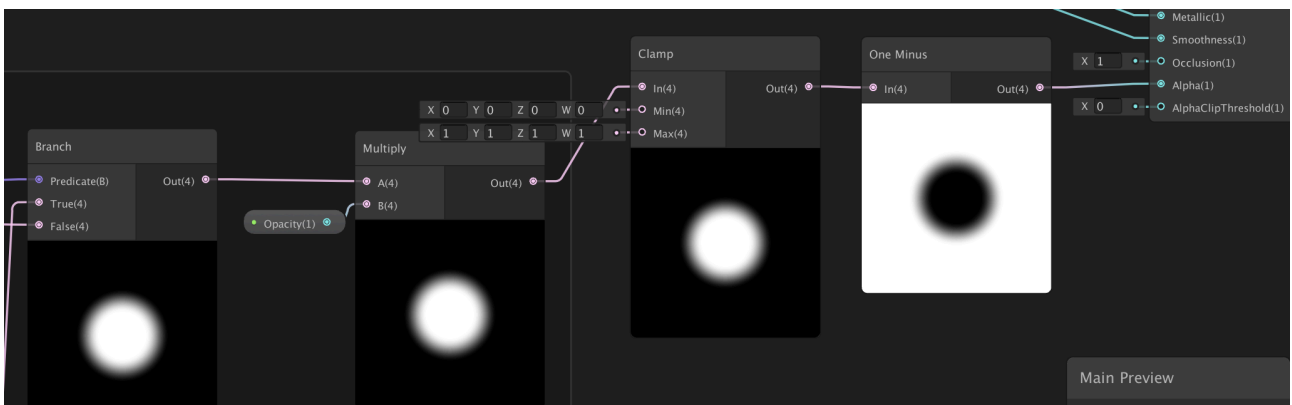 Metallic(1)
Smoothness(1)
X 1 Occlusion(1)
Alpha(1)
X 0 AlphaClipThreshold(1)
Clamp
In(4) Out(4)
X 0 Y 0 Z 0 W 0 Min(4)
X 1 Y 1 Z 1 W 1 Max(4)
One Minus
In(4) Out(4)
Branch
Predicate(B) Out(4)
True(4)
False(4)
Multiply
A(4) Out(4)
B(4)
Opacity(1)
Main Preview